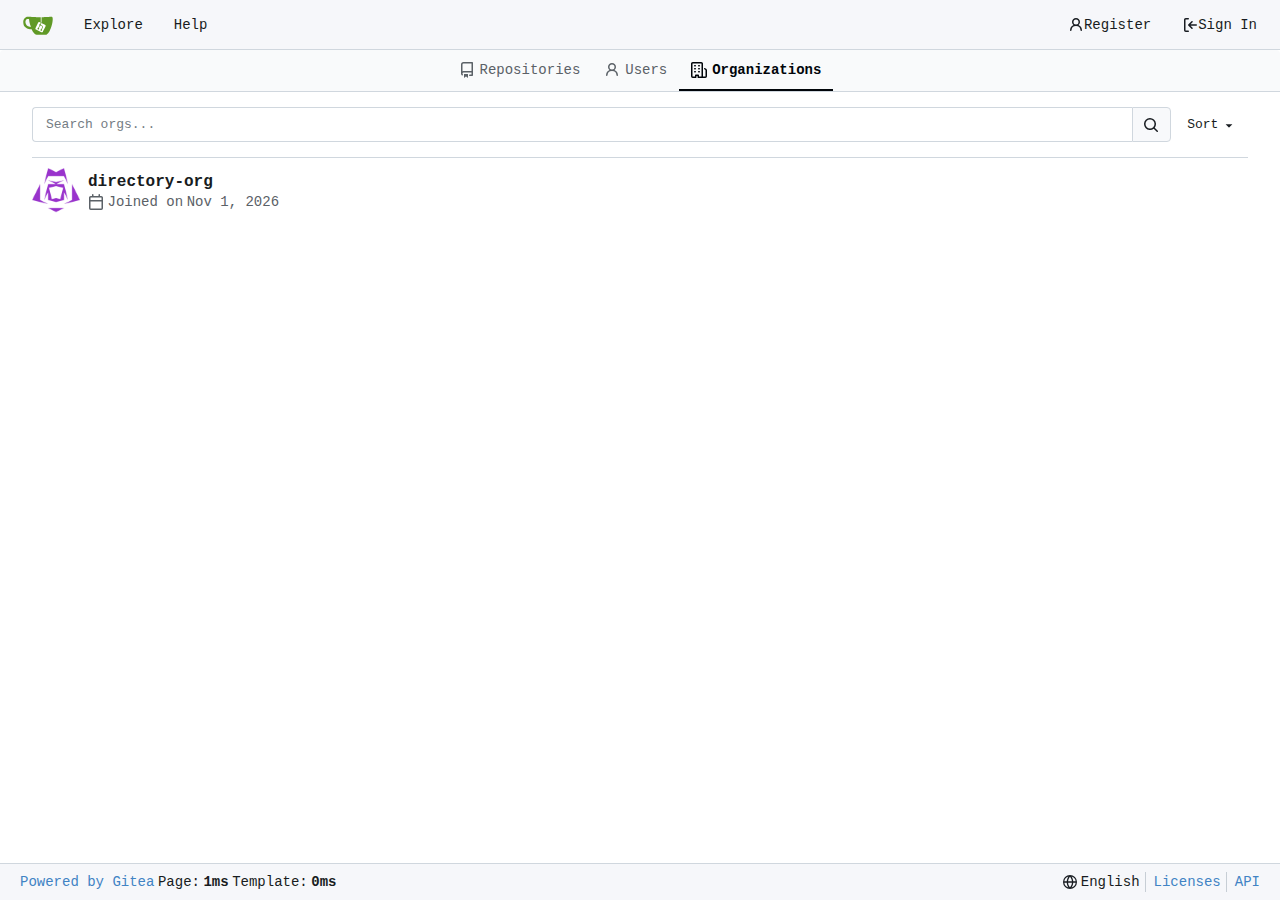 Explore Help Register Sign In
Repositories Users Organizations
Search orgs... Sort
directory-org
Joined on Nov 1, 2026
Powered by Gitea Page: 1ms Template: 0ms English Licenses API